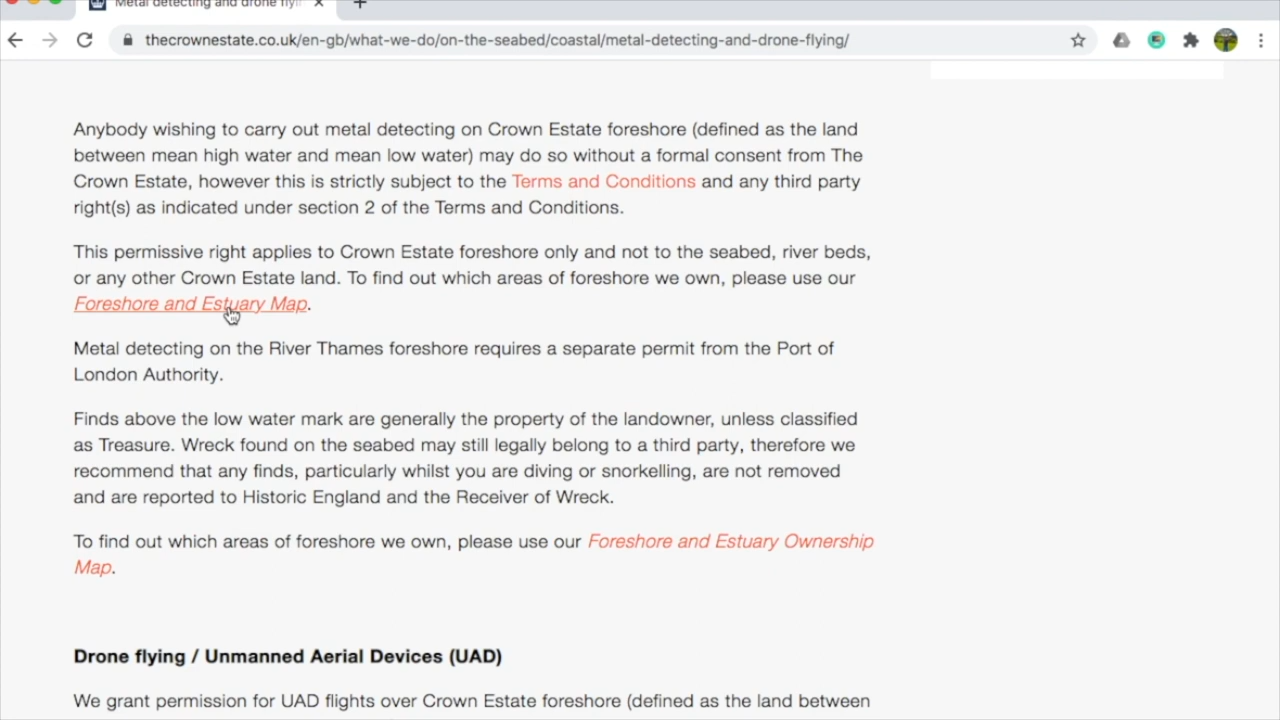 Metal detecting and drone flyin
thecrownestate.co.uk/en-gb/what-we-do/on-the-seabed/coastal/metal-detecting-and-drone-flying/
Anybody wishing to carry out metal detecting on Crown Estate foreshore (defined as the land
between mean high water and mean low water) may do so without a formal consent from The
Crown Estate, however this is strictly subject to the Terms and Conditions and any third party
right(s) as indicated under section 2 of the Terms and Conditions.
This permissive right applies to Crown Estate foreshore only and not to the seabed, river beds,
or any other Crown Estate land. To find out which areas of foreshore we own, please use our
Foreshore and Estuary Map.
Metal detecting on the River Thames foreshore requires a separate permit from the Port of
London Authority.
Finds above the low water mark are generally the property of the landowner, unless classified
as Treasure. Wreck found on the seabed may still legally belong to a third party, therefore we
recommend that any finds, particularly whilst you are diving or snorkelling, are not removed
and are reported to Historic England and the Receiver of Wreck.
To find out which areas of foreshore we own, please use our Foreshore and Estuary Ownership
Map.
Drone flying / Unmanned Aerial Devices (UAD)
We grant permission for UAD flights over Crown Estate foreshore (defined as the land between